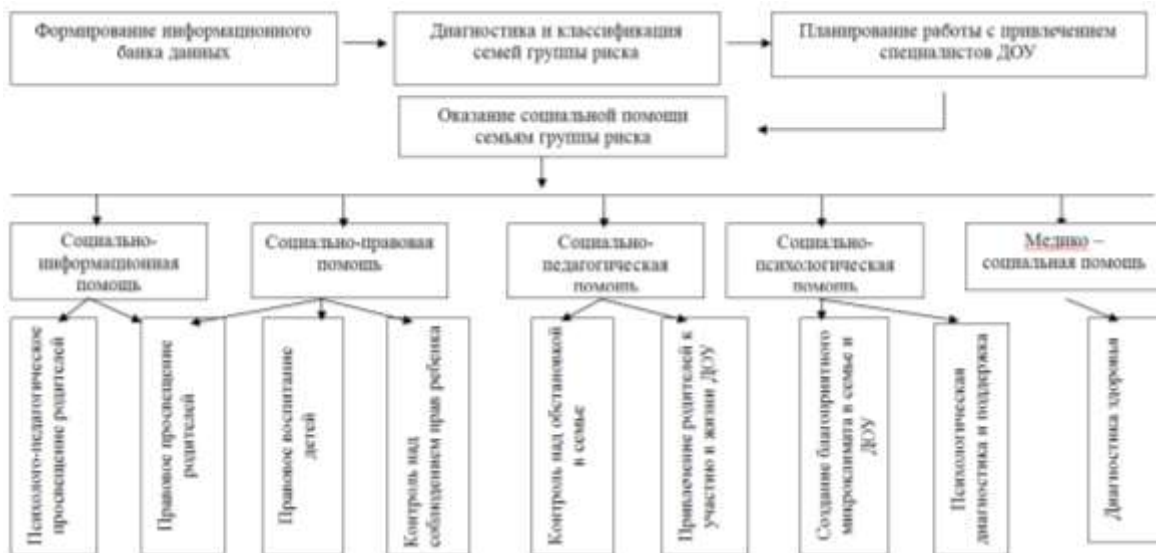 Формирование информационного
банка данных
Диагностика и классификация
семей группы риска
Планирование работы с привлечением
специалистов ДОУ
Оказание социальной помощи
семьям группы риска
Социально-
информационная
помощь
Социально-правовая
помощь
Социально-
педагогическая
помощь
Социально-
психологическая
помощь
Медико –
социальная помощь
Психолого-педагогическое
просвещение родителей
Правовое просвещение
родителей
Правовое воспитание
детей
Контроль над
соблюдением прав ребенка
Контроль над обстановкой
в семье
Привлечение родителей к
участию в жизни ДОУ
Создание благоприятного
микроклимата в семье и
ДОУ
Психологическая
диагностика и поддержка
Диагностика здоровья